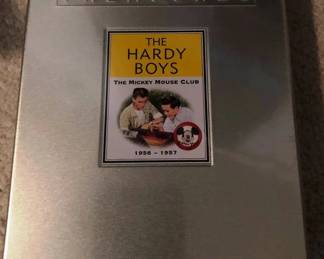 THE
HARDY
BOYS
THE MICKEY MOUSE CLUB
1956 - 1957